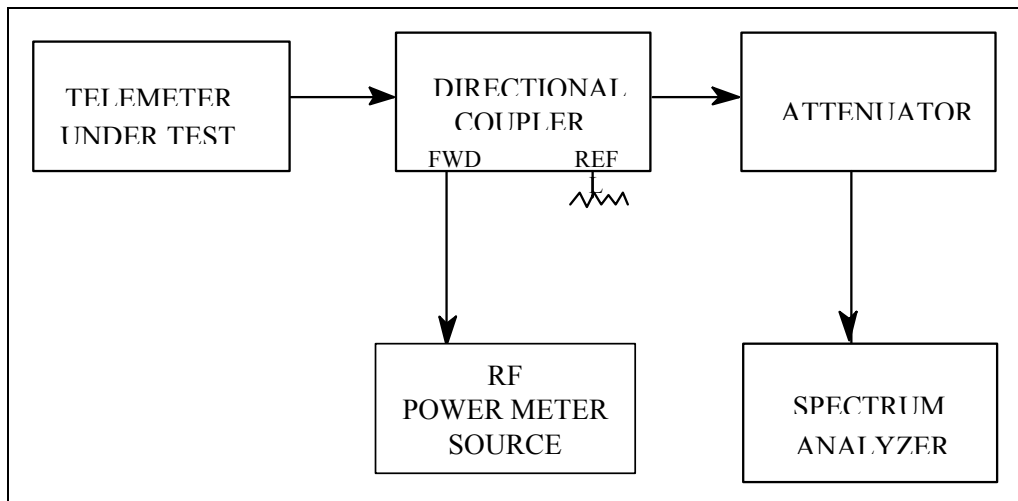 TELEMETER
UNDER TEST
DIRECTIONAL
COUPLER
FWD
REF
L
ATTENUATOR
RF
POWER METER
SOURCE
SPECTRUM
ANALYZER